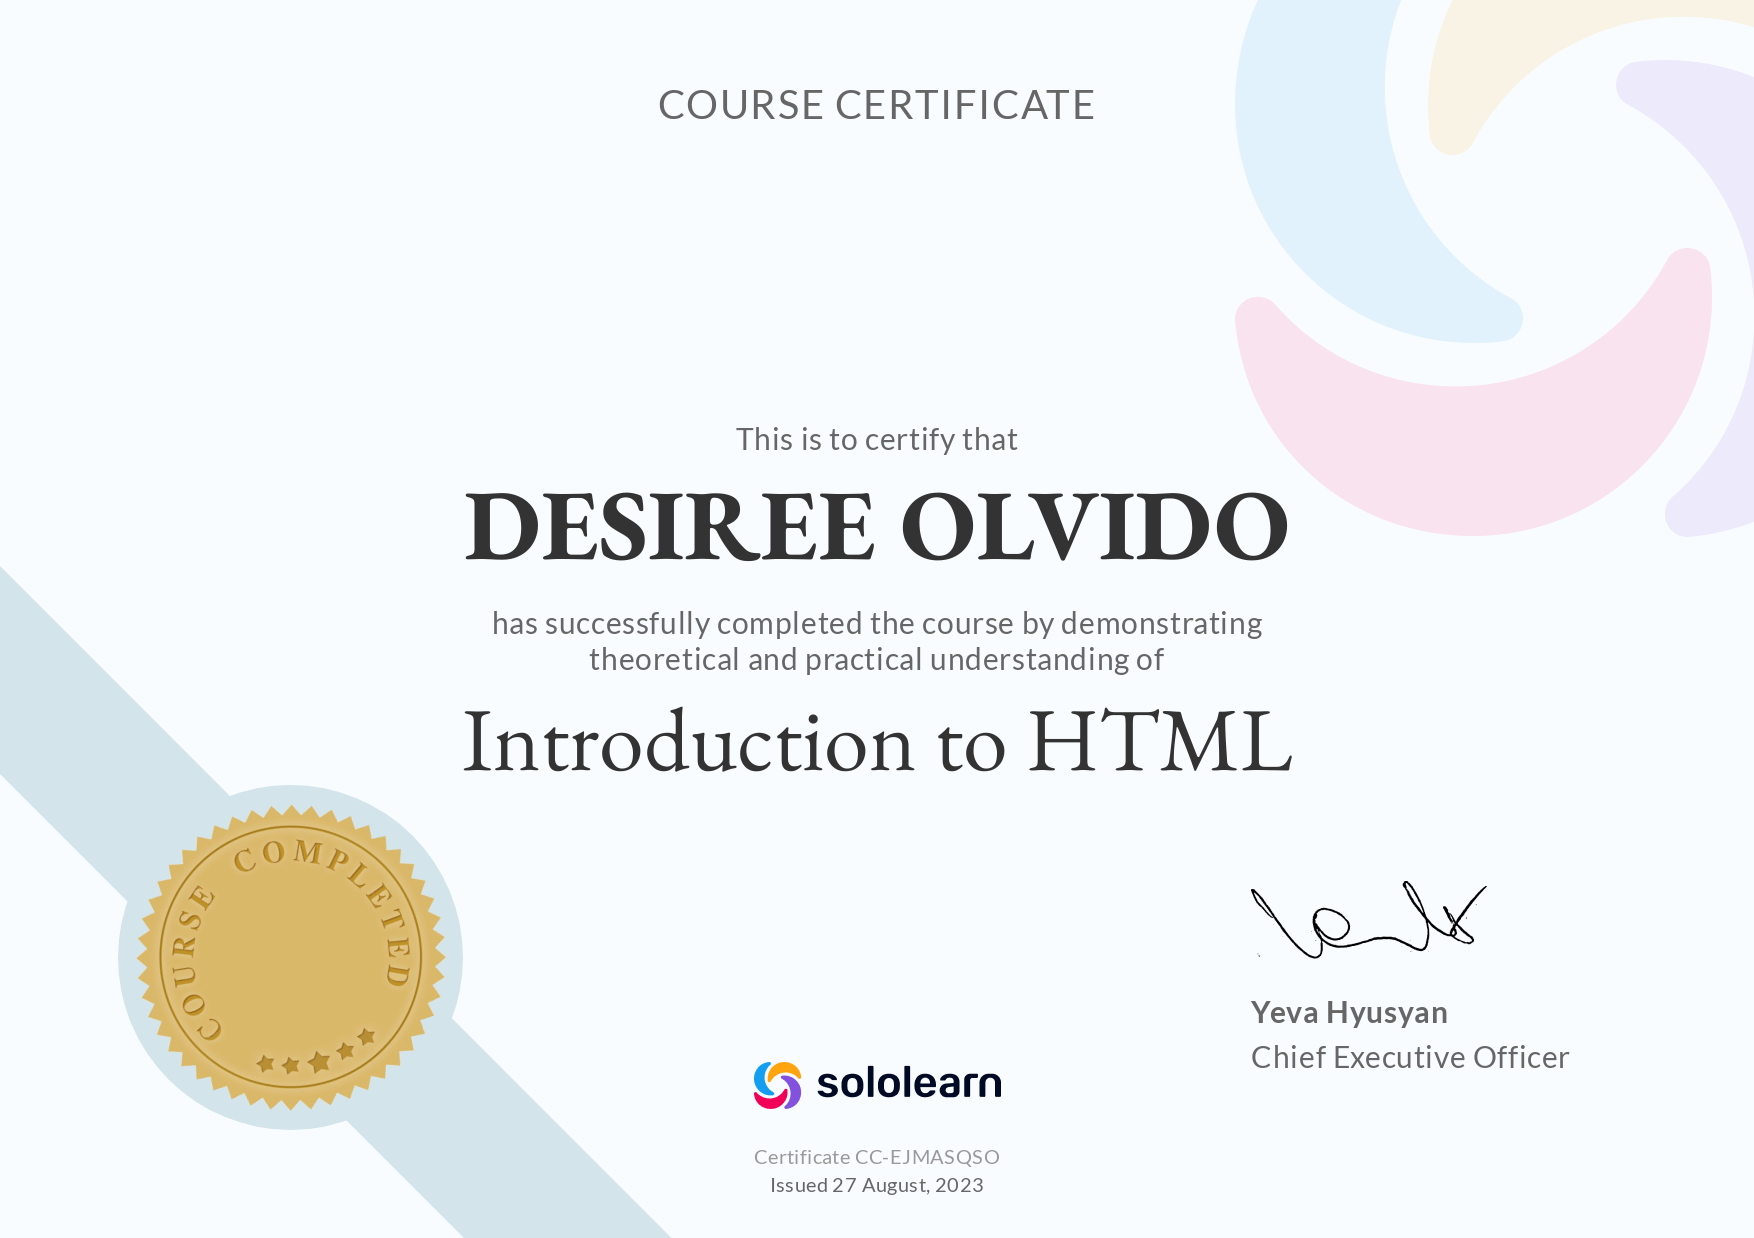 COURSE CERTIFICATE
This is to certify that
DESIREE OLVIDO
has successfully completed the course by demonstrating
theoretical and practical understanding of
Introduction to HTML
COURSE COMPLETED
Yeva Hyusyan
Chief Executive Officer
sololearn
Certificate CC-EJMASQSO
Issued 27 August, 2023